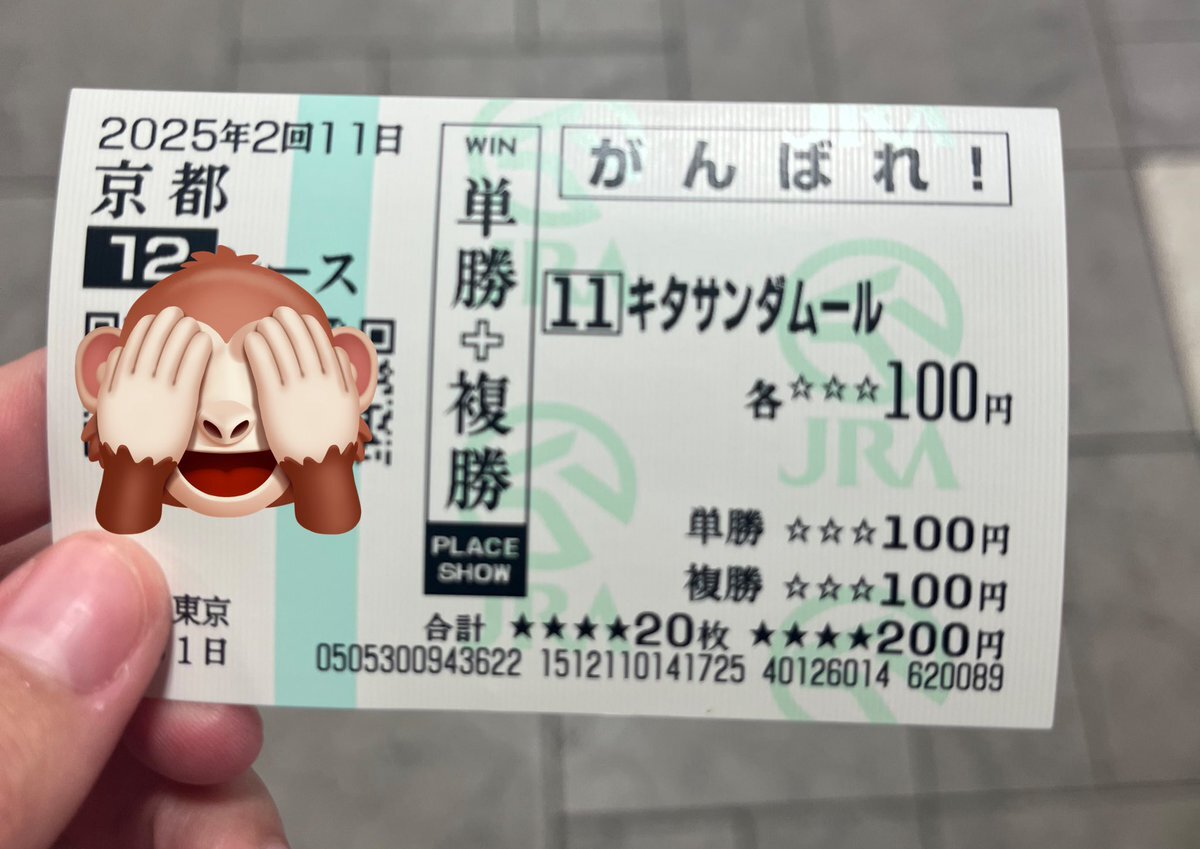 2025年2回11日
京都
12 ース
WIN
単勝+複勝
PLACE
SHOW
がんばれ!
11 キタサンダムール
各☆☆☆100円
単勝 ☆☆☆100円
複勝 ☆☆☆100円
合計 ★★★★20枚 ★★★★200円
東京
1日
0505300943622 1512110141725 40126014 620089
JRA
JRA
JRA